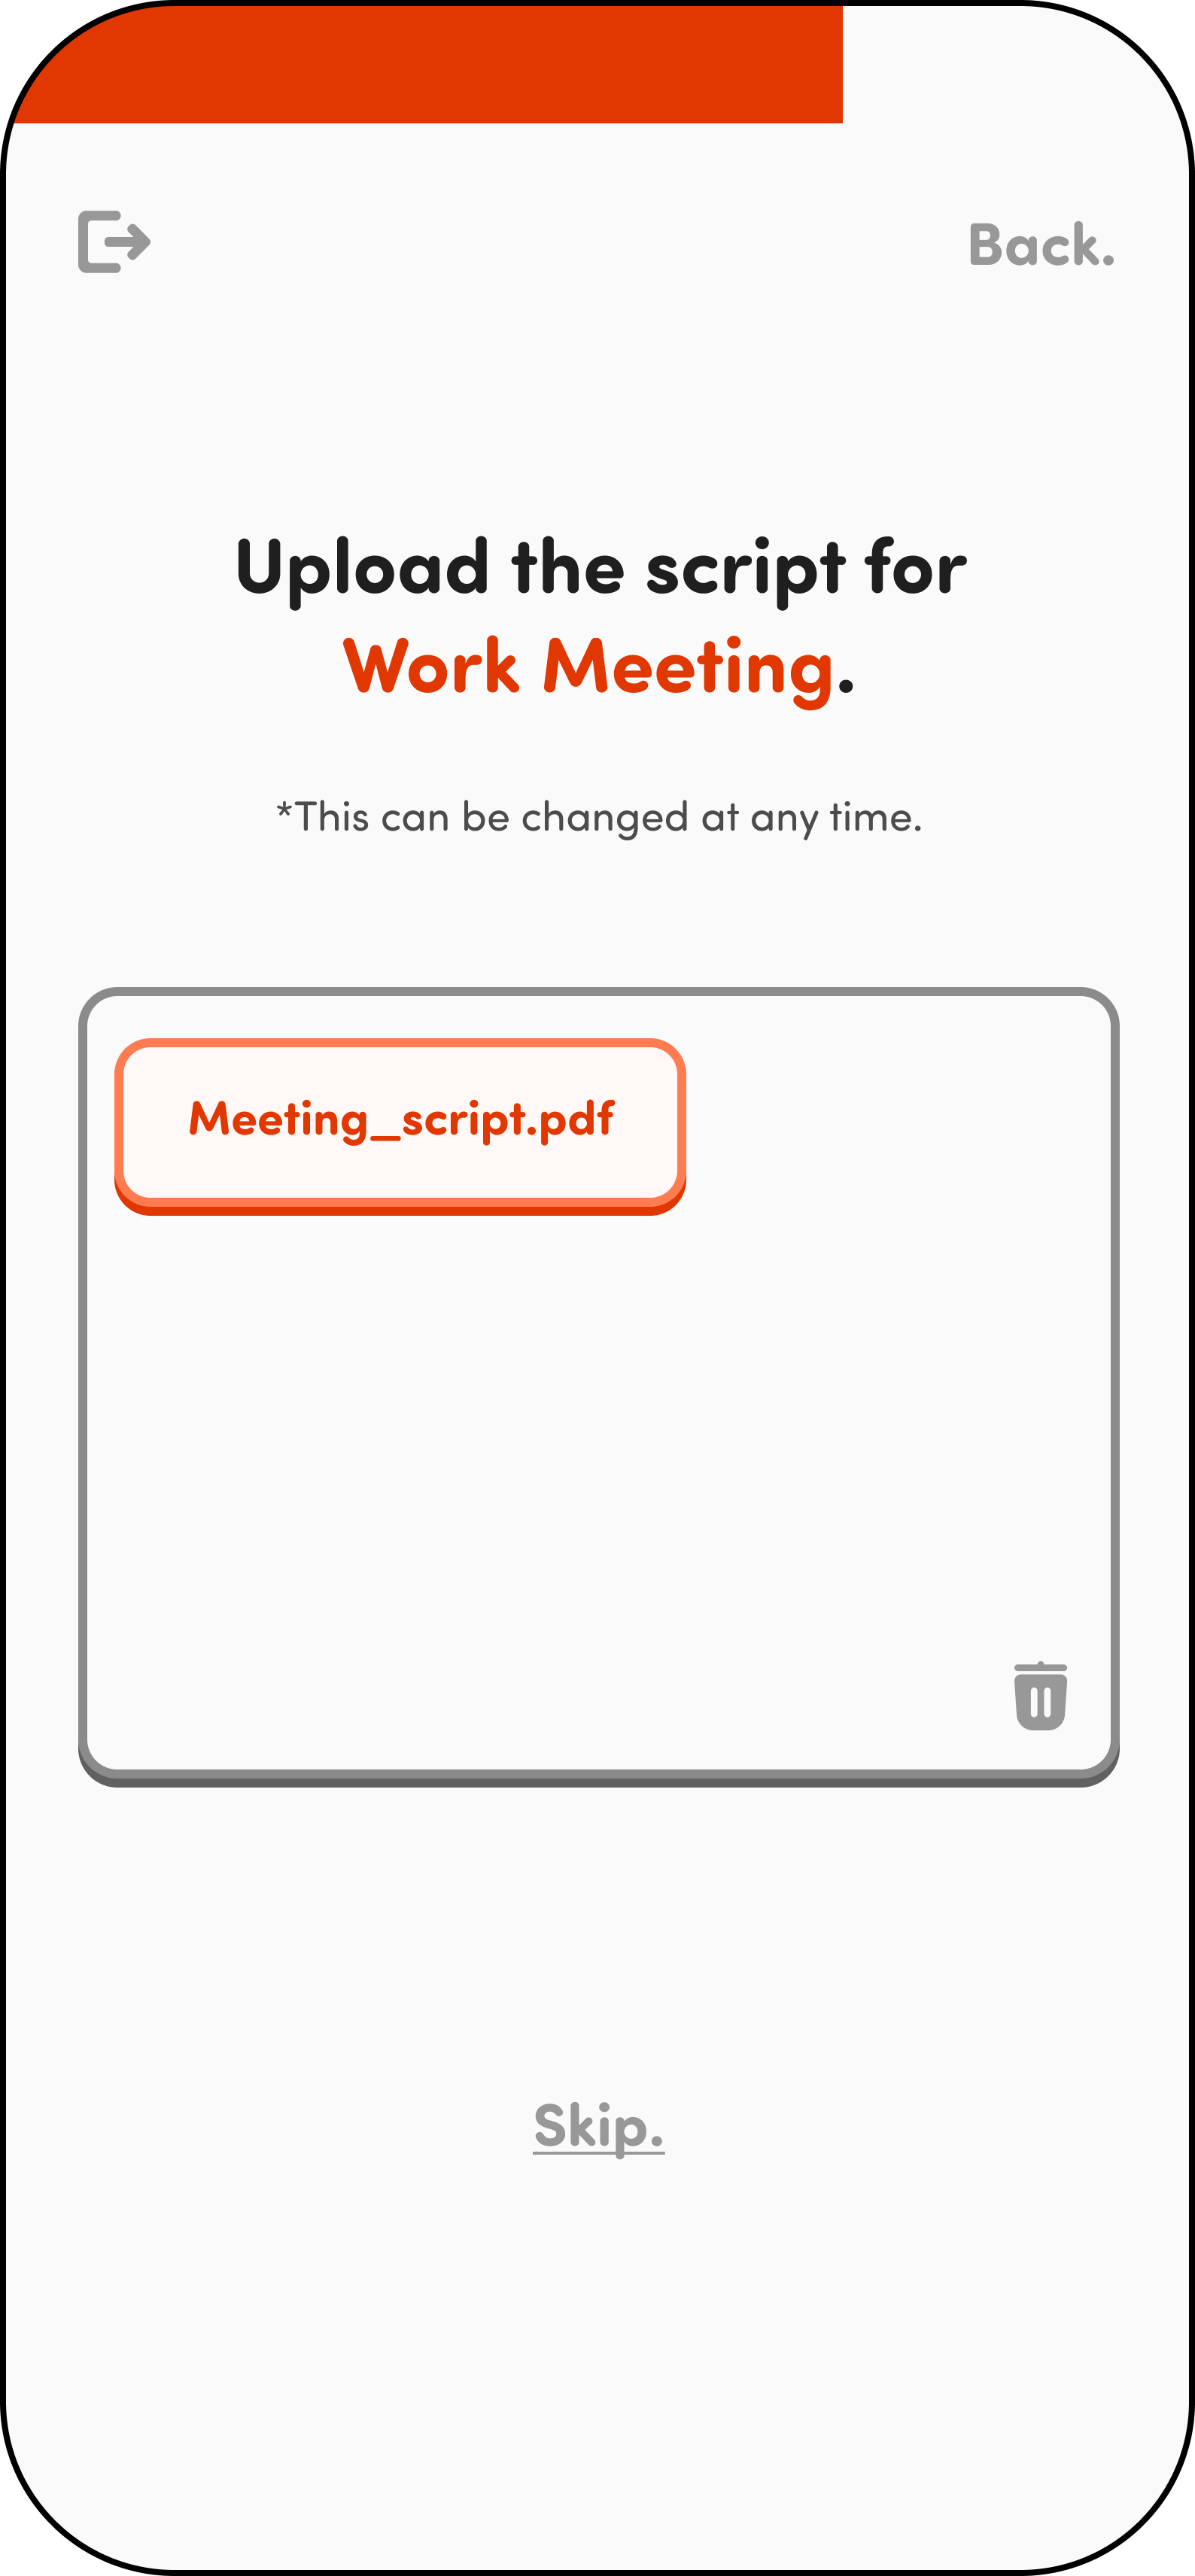 Back.
Upload the script for
Work Meeting.
*This can be changed at any time.
Meeting_script.pdf
Skip.